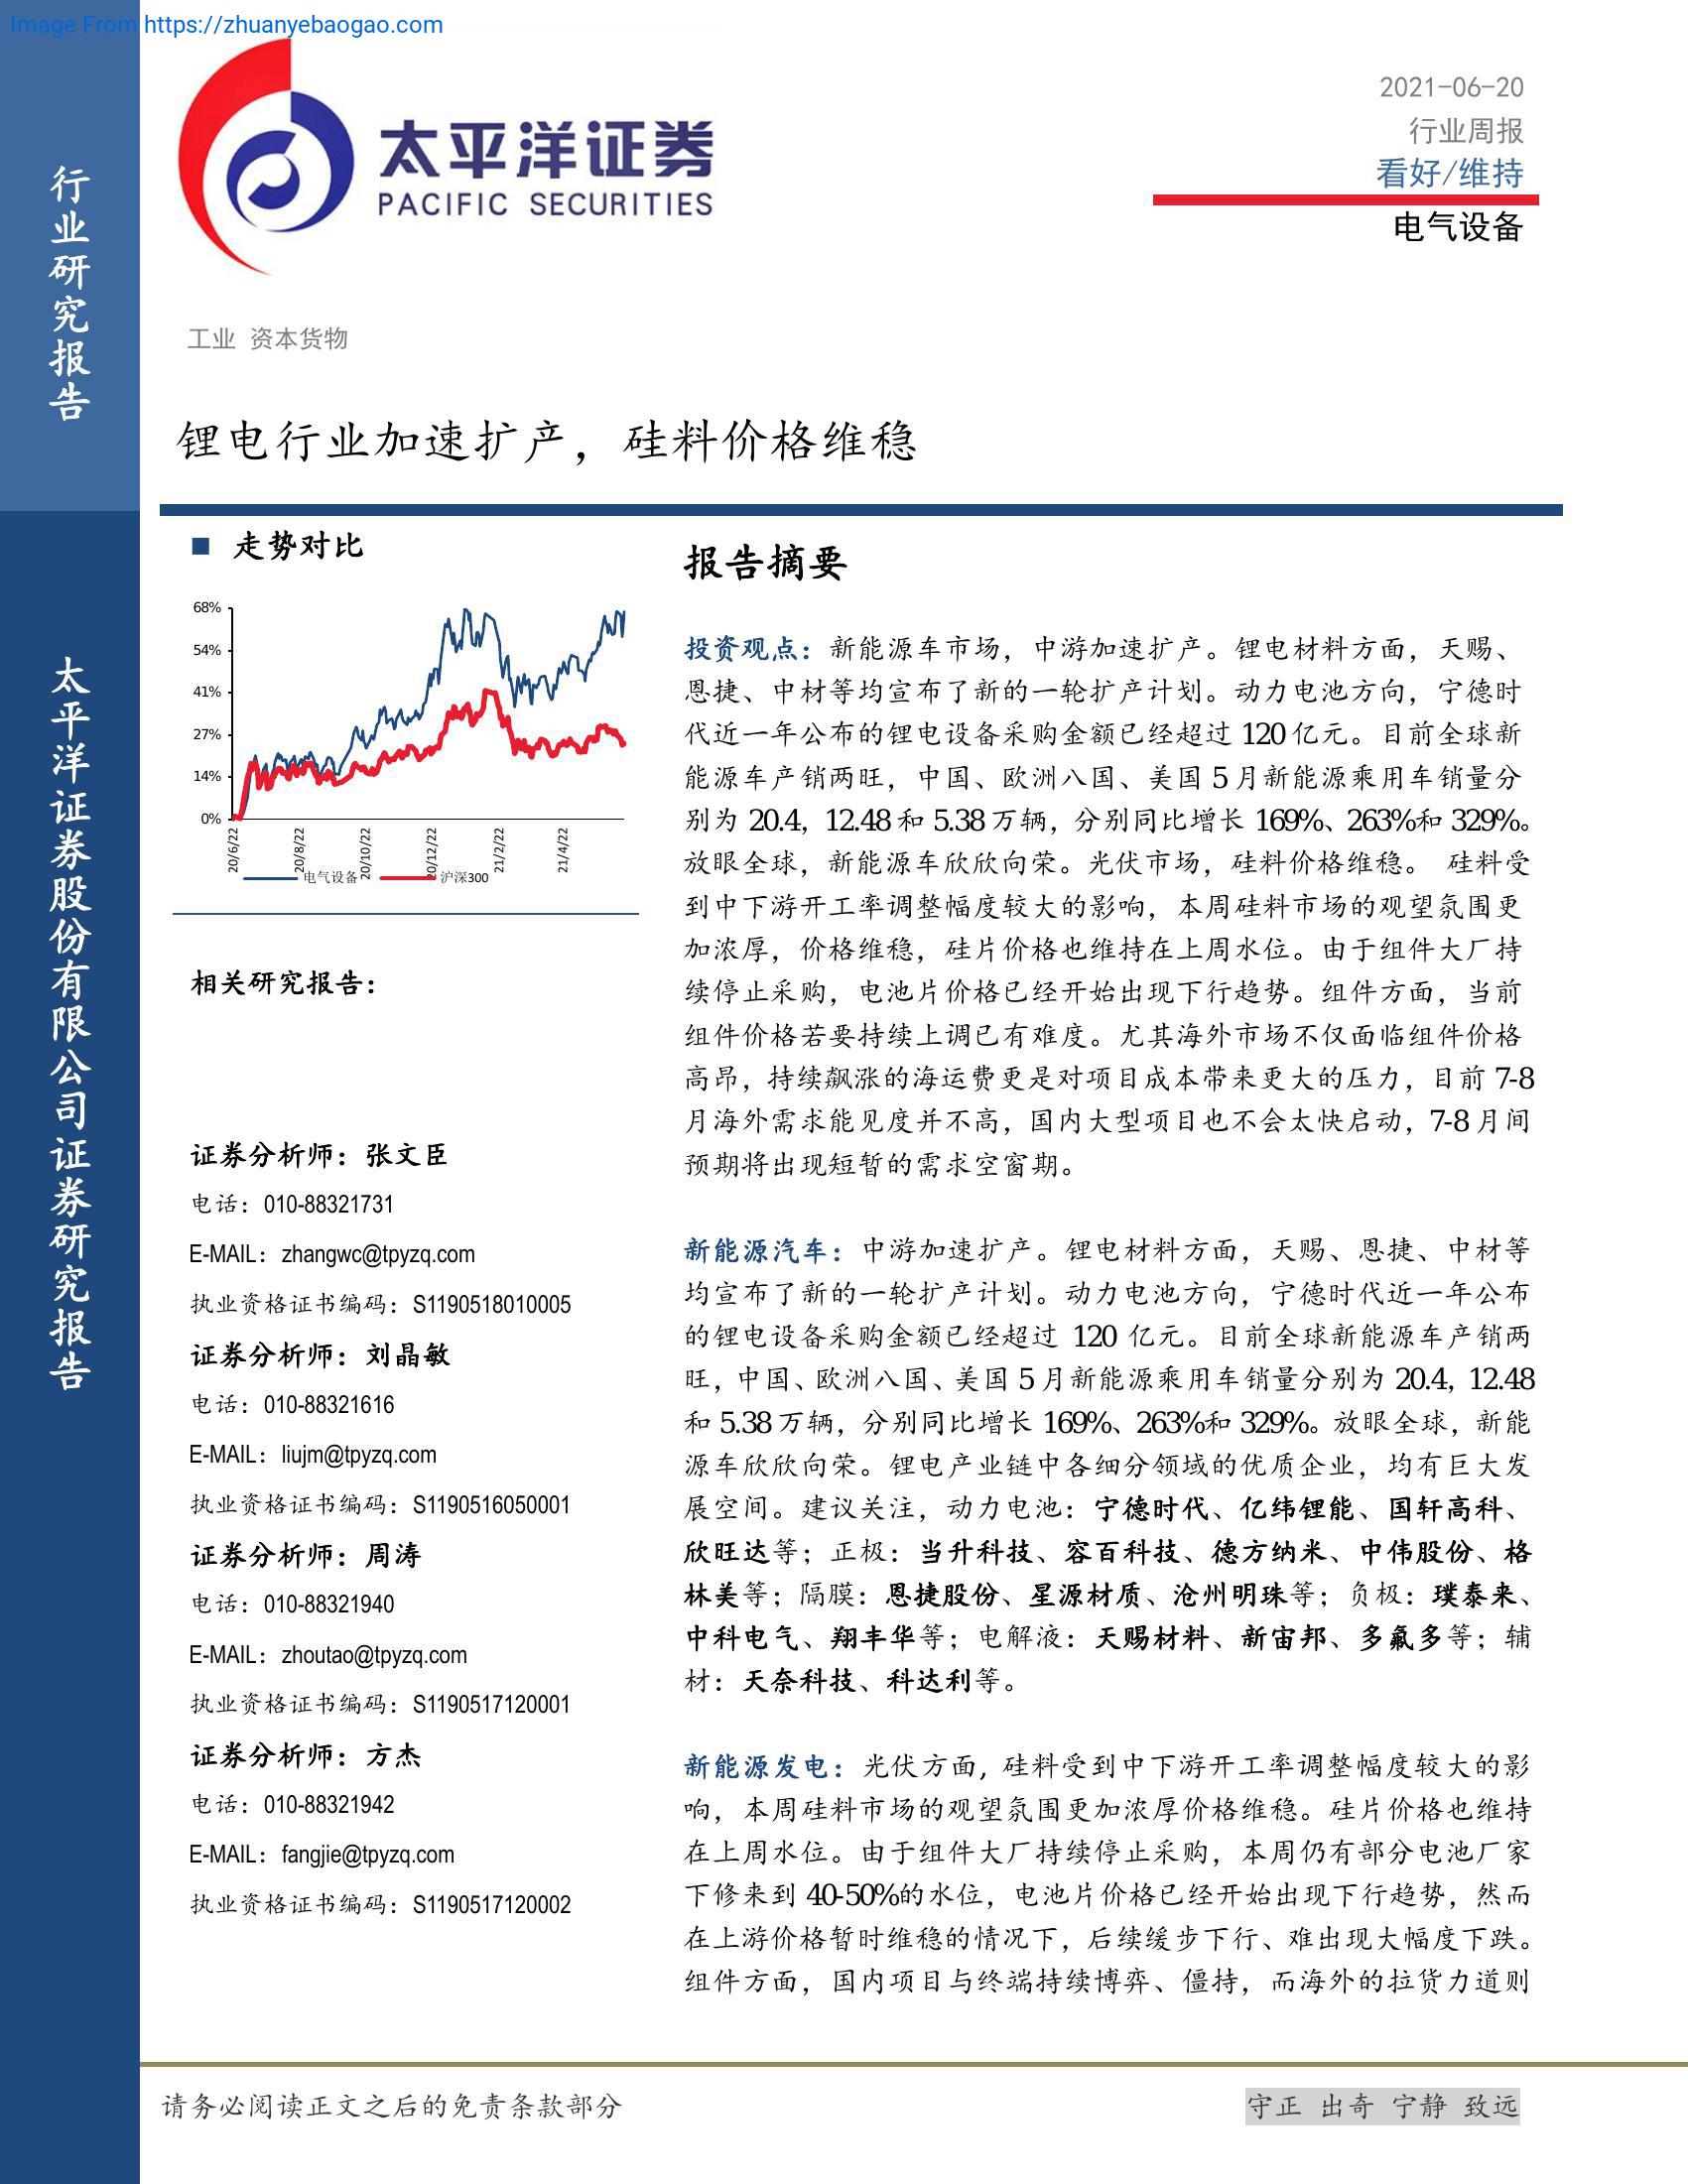 Image From https://zhuanyebaogao.com
行业研究报告
太平洋证券股份有限公司证券研究报告
太平洋证券
PACIFIC SECURITIES
2021-06-20
行业周报
看好/维持
电气设备
工业 资本货物
锂电行业加速扩产，硅料价格维稳
■ 走势对比
68%
54%
41%
27%
14%
0%
20/6/22
20/8/22
20/10/22
20/12/22
21/2/22
21/4/22
电气设备
沪深300
相关研究报告：
证券分析师：张文臣
电话：010-88321731
E-MAIL：zhangwc@tpyzq.com
执业资格证书编码：S1190518010005
证券分析师：刘晶敏
电话：010-88321616
E-MAIL：liujm@tpyzq.com
执业资格证书编码：S1190516050001
证券分析师：周涛
电话：010-88321940
E-MAIL：zhoutao@tpyzq.com
执业资格证书编码：S1190517120001
证券分析师：方杰
电话：010-88321942
E-MAIL：fangjie@tpyzq.com
执业资格证书编码：S1190517120002
报告摘要
投资观点：新能源车市场，中游加速扩产。锂电材料方面，天赐、
恩捷、中材等均宣布了新的一轮扩产计划。动力电池方向，宁德时
代近一年公布的锂电设备采购金额已经超过 120 亿元。目前全球新
能源车产销两旺，中国、欧洲八国、美国 5 月新能源乘用车销量分
别为 20.4，12.48 和 5.38 万辆，分别同比增长 169%、263%和 329%。
放眼全球，新能源车欣欣向荣。光伏市场，硅料价格维稳。 硅料受
到中下游开工率调整幅度较大的影响，本周硅料市场的观望氛围更
加浓厚，价格维稳，硅片价格也维持在上周水位。由于组件大厂持
续停止采购，电池片价格已经开始出现下行趋势。组件方面，当前
组件价格若要持续上调已有难度。尤其海外市场不仅面临组件价格
高昂，持续飙涨的海运费更是对项目成本带来更大的压力，目前 7-8
月海外需求能见度并不高，国内大型项目也不会太快启动，7-8 月间
预期将出现短暂的需求空窗期。
新能源汽车：中游加速扩产。锂电材料方面，天赐、恩捷、中材等
均宣布了新的一轮扩产计划。动力电池方向，宁德时代近一年公布
的锂电设备采购金额已经超过 120 亿元。目前全球新能源车产销两
旺，中国、欧洲八国、美国 5 月新能源乘用车销量分别为 20.4，12.48
和 5.38 万辆，分别同比增长 169%、263%和 329%。放眼全球，新能
源车欣欣向荣。锂电产业链中各细分领域的优质企业，均有巨大发
展空间。建议关注，动力电池：宁德时代、亿纬锂能、国轩高科、
欣旺达等；正极：当升科技、容百科技、德方纳米、中伟股份、格
林美等；隔膜：恩捷股份、星源材质、沧州明珠等；负极：璞泰来、
中科电气、翔丰华等；电解液：天赐材料、新宙邦、多氟多等；辅
材：天奈科技、科达利等。
新能源发电：光伏方面，硅料受到中下游开工率调整幅度较大的影
响，本周硅料市场的观望氛围更加浓厚价格维稳。硅片价格也维持
在上周水位。由于组件大厂持续停止采购，本周仍有部分电池厂家
下修来到 40-50%的水位，电池片价格已经开始出现下行趋势，然而
在上游价格暂时维稳的情况下，后续缓步下行、难出现大幅度下跌。
组件方面，国内项目与终端持续博弈、僵持，而海外的拉货力道则
请务必阅读正文之后的免责条款部分
守正 出奇 宁静 致远